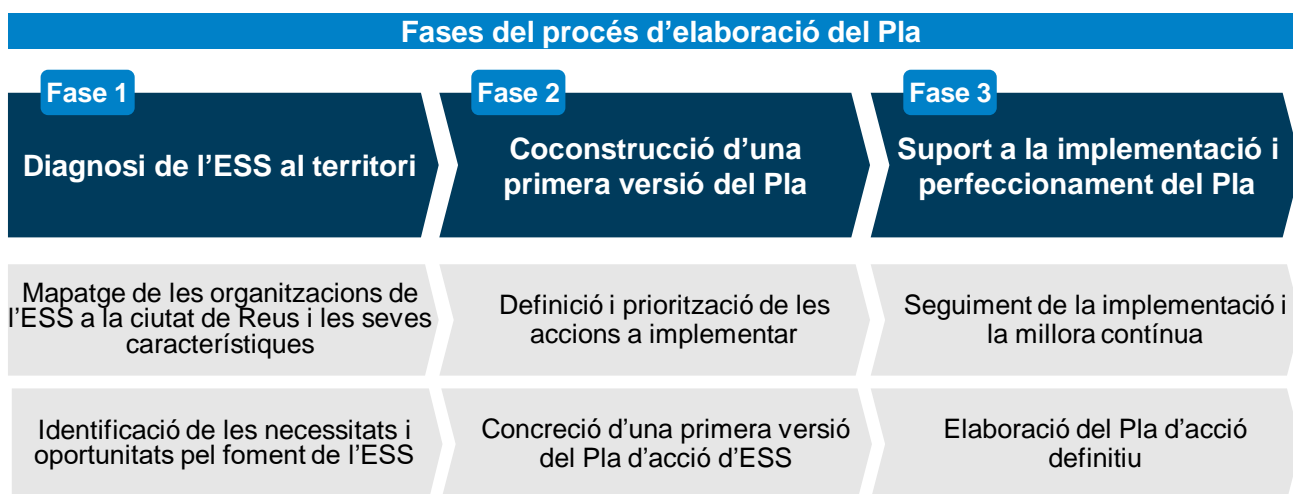 Fases del procés d’elaboració del Pla
Fase 1
Diagnosi de l’ESS al territori
Fase 2
Coconstrucció d’una
primera versió del Pla
Fase 3
Suport a la implementació i
perfeccionament del Pla
Mapatge de les organitzacions de
l’ESS a la ciutat de Reus i les seves
característiques
Definició i priorització de les
accions a implementar
Seguiment de la implementació i
la millora contínua
Identificació de les necessitats i
oportunitats pel foment de l’ESS
Concreció d’una primera versió
del Pla d’acció d’ESS
Elaboració del Pla d’acció
definitiu